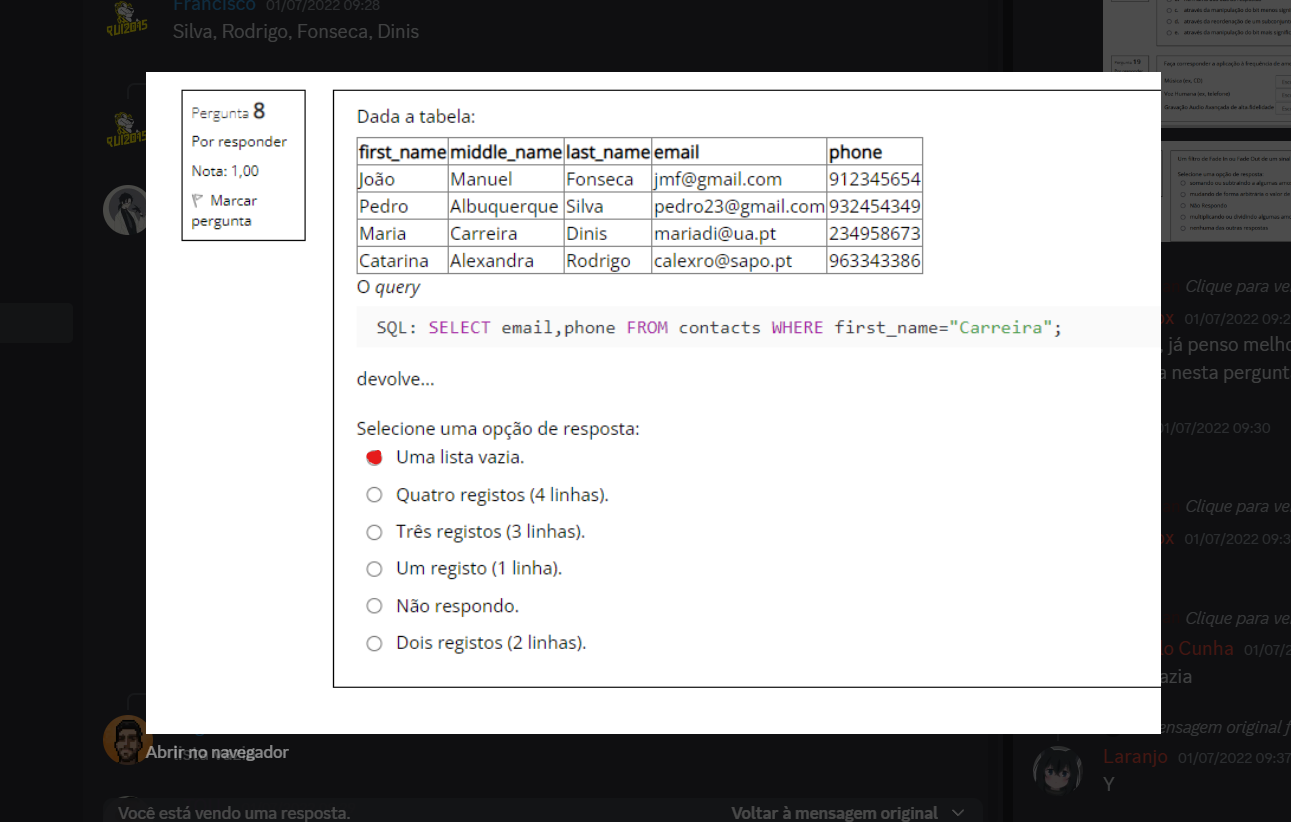 Francisco 01/07/2022 09:28
Silva, Rodrigo, Fonseca, Dinis
Pergunta 8
Por responder
Nota: 1,00
Marcar
pergunta
Dada a tabela:
first_name middle_name last_name email phone
João Manuel Fonseca jmf@gmail.com 912345654
Pedro Albuquerque Silva pedro23@gmail.com 932454349
Maria Carreira Dinis mariadi@ua.pt 234958673
Catarina Alexandra Rodrigo calexro@sapo.pt 963343386
O query
SQL: SELECT email,phone FROM contacts WHERE first_name="Carreira";
devolve...
Selecione uma opção de resposta:
Uma lista vazia.
Quatro registos (4 linhas).
Três registos (3 linhas).
Um registo (1 linha).
Não respondo.
Dois registos (2 linhas).
Abrir no navegador
Você está vendo uma resposta.
Voltar à mensagem original
Clique para ve
01/07/2022 09:2
, já penso melho
a nesta pergunt
01/07/2022 09:30
Clique para ve
01/07/2022 09:3
Clique para ve
o Cunha 01/07/2
azia
ensagem original f
Laranjo 01/07/2022 09:37
Y